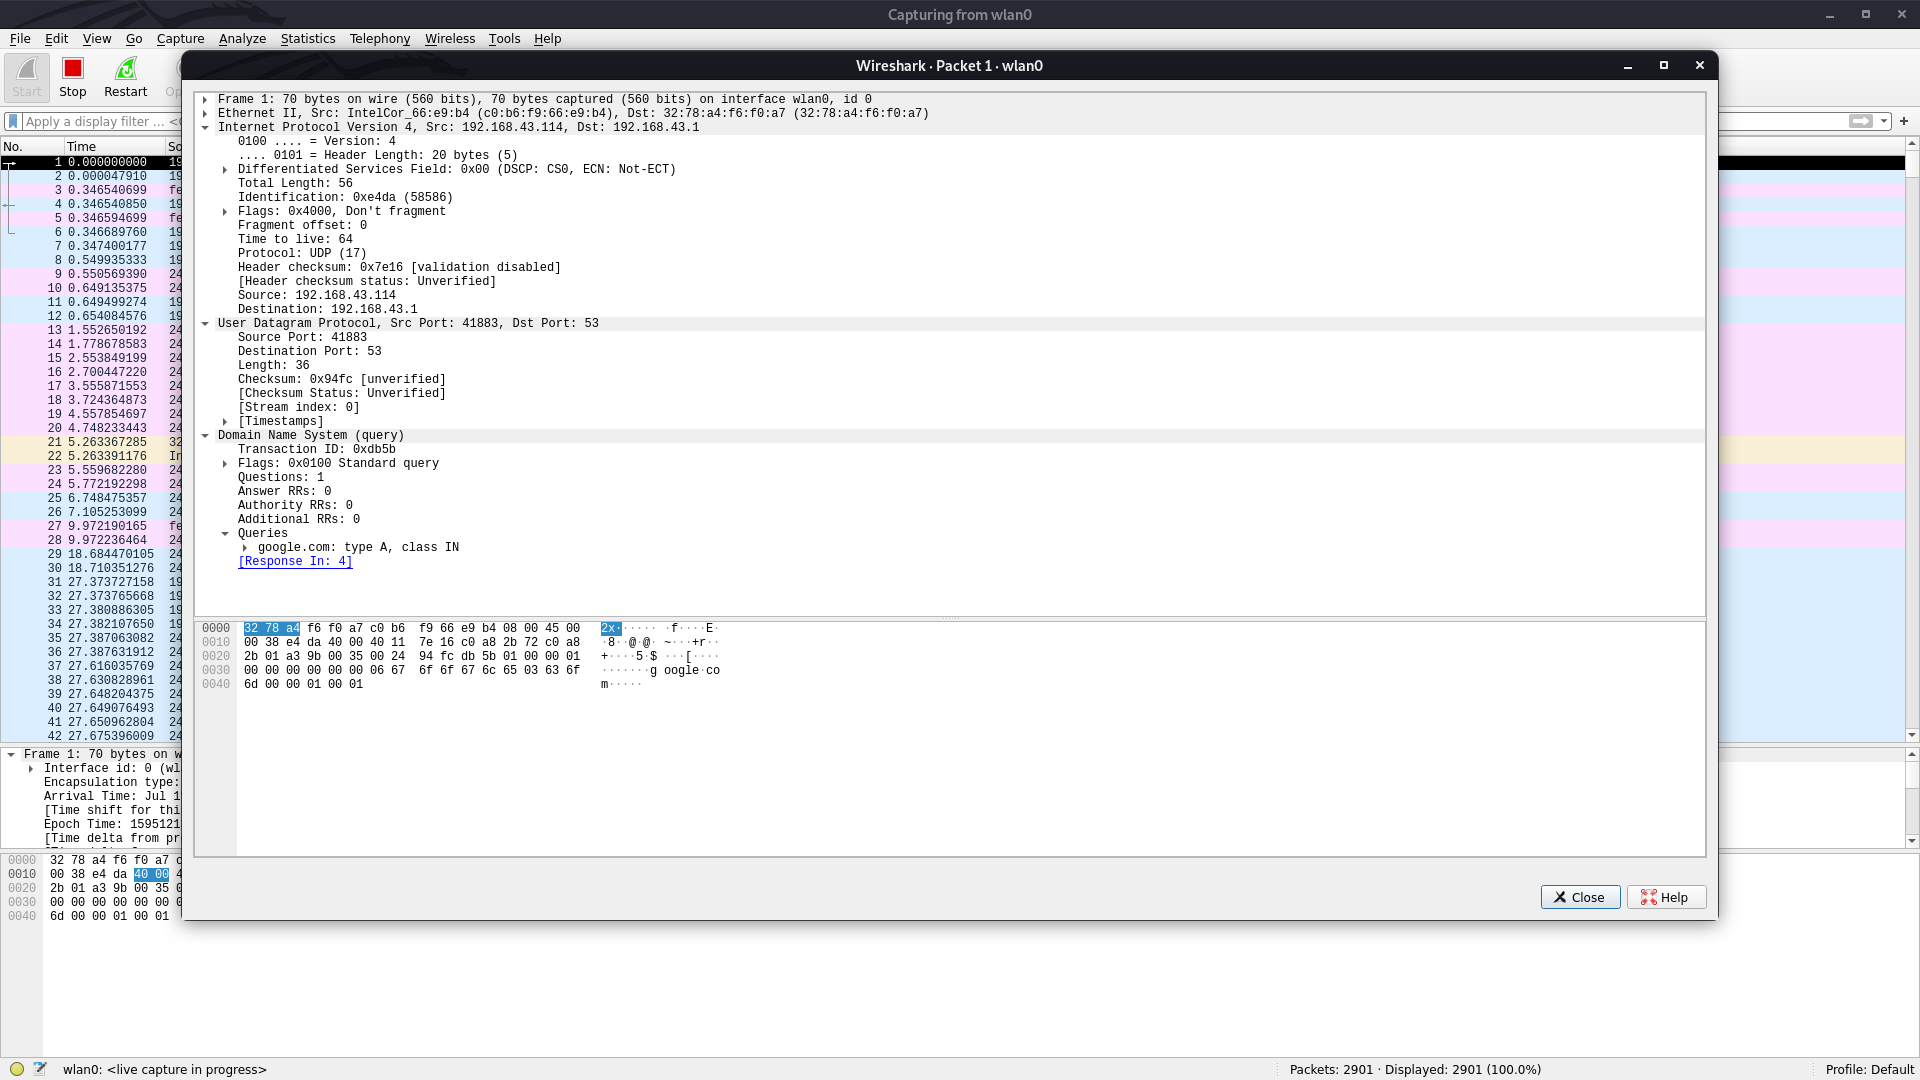 Capturing from wlan0
File Edit View Go Capture Analyze Statistics Telephony Wireless Tools Help
Start Stop Restart
Apply a display filter ... <C
No. Time So
1 0.000000000 19
2 0.000047910 19
3 0.346540699 fe
4 0.346540850 19
5 0.346594699 fe
6 0.346689760 19
7 0.347400177 19
8 0.549935333 19
9 0.550569390 24
10 0.649135375 24
11 0.649499274 19
12 0.654084576 19
13 1.552650192 24
14 1.778678583 24
15 2.553849199 24
16 2.700447220 24
17 3.555871553 24
18 3.724364873 24
19 4.557854697 24
20 4.748233443 24
21 5.263367285 32
22 5.263391176 In
23 5.559682280 24
24 5.772192298 24
25 6.748475357 24
26 7.105253099 24
27 9.972190165 fe
28 9.972236464 24
29 18.684470105 24
30 18.710351276 24
31 27.373727158 19
32 27.373765668 19
33 27.380886305 19
34 27.382107650 19
35 27.387063082 24
36 27.387631912 24
37 27.616035769 24
38 27.630828961 24
39 27.648204375 24
40 27.649076493 24
41 27.650962804 24
42 27.675396009 24
Frame 1: 70 bytes on w
Interface id: 0 (wl
Encapsulation type:
Arrival Time: Jul 1
[Time shift for thi
Epoch Time: 1595121
[Time delta from pr
0000 32 78 a4 f6 f0 a7 c
0010 00 38 e4 da 40 00 4
0020 2b 01 a3 9b 00 35 0
0030 00 00 00 00 00 00 0
0040 6d 00 00 01 00 01
Wireshark · Packet 1 · wlan0
Frame 1: 70 bytes on wire (560 bits), 70 bytes captured (560 bits) on interface wlan0, id 0
Ethernet II, Src: IntelCor_66:e9:b4 (c0:b6:f9:66:e9:b4), Dst: 32:78:a4:f6:f0:a7 (32:78:a4:f6:f0:a7)
Internet Protocol Version 4, Src: 192.168.43.114, Dst: 192.168.43.1
0100 .... = Version: 4
.... 0101 = Header Length: 20 bytes (5)
Differentiated Services Field: 0x00 (DSCP: CS0, ECN: Not-ECT)
Total Length: 56
Identification: 0xe4da (58586)
Flags: 0x4000, Don't fragment
Fragment offset: 0
Time to live: 64
Protocol: UDP (17)
Header checksum: 0x7e16 [validation disabled]
[Header checksum status: Unverified]
Source: 192.168.43.114
Destination: 192.168.43.1
User Datagram Protocol, Src Port: 41883, Dst Port: 53
Source Port: 41883
Destination Port: 53
Length: 36
Checksum: 0x94fc [unverified]
[Checksum Status: Unverified]
[Stream index: 0]
[Timestamps]
Domain Name System (query)
Transaction ID: 0xdb5b
Flags: 0x0100 Standard query
Questions: 1
Answer RRs: 0
Authority RRs: 0
Additional RRs: 0
Queries
google.com: type A, class IN
[Response In: 4]
0000 32 78 a4 f6 f0 a7 c0 b6 f9 66 e9 b4 08 00 45 00 2x······ ·f····E·
0010 00 38 e4 da 40 00 40 11 7e 16 c0 a8 2b 72 c0 a8 ·8··@·@· ~···+r··
0020 2b 01 a3 9b 00 35 00 24 94 fc db 5b 01 00 00 01 +····5·$ ···[····
0030 00 00 00 00 00 00 06 67 6f 6f 67 6c 65 03 63 6f ·······g oogle·co
0040 6d 00 00 01 00 01 m·····
Close Help
wlan0: <live capture in progress> Packets: 2901 · Displayed: 2901 (100.0%) Profile: Default